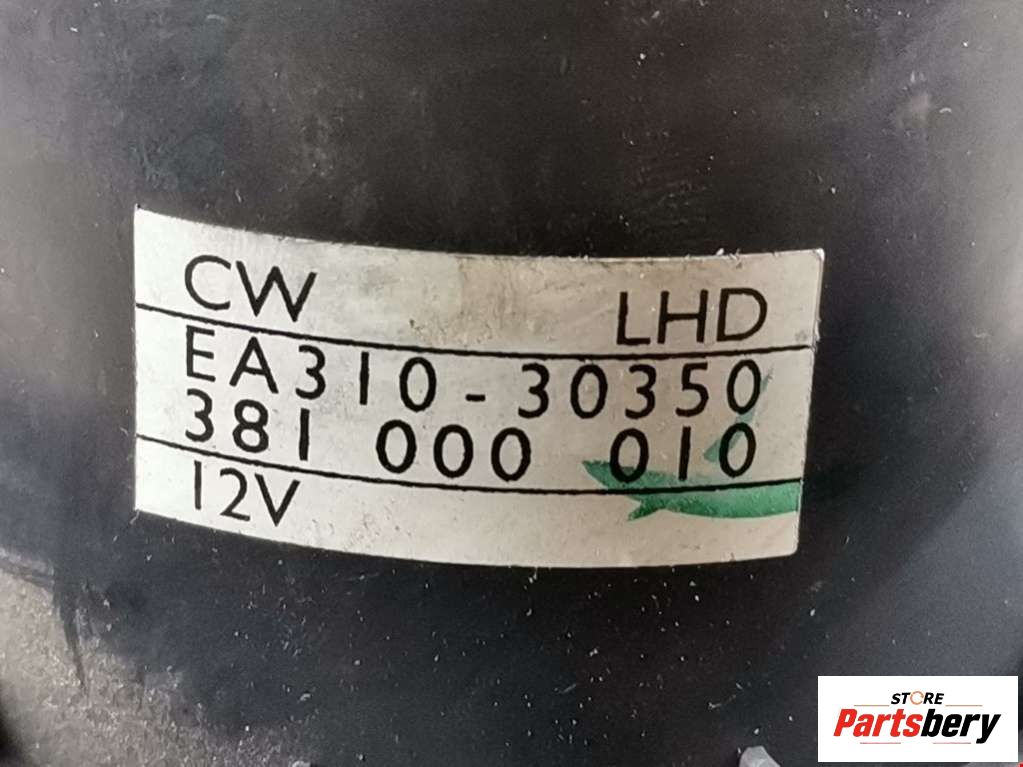 CW LHD
EA310-30350
381 000 010
12V
STORE
Partsbery